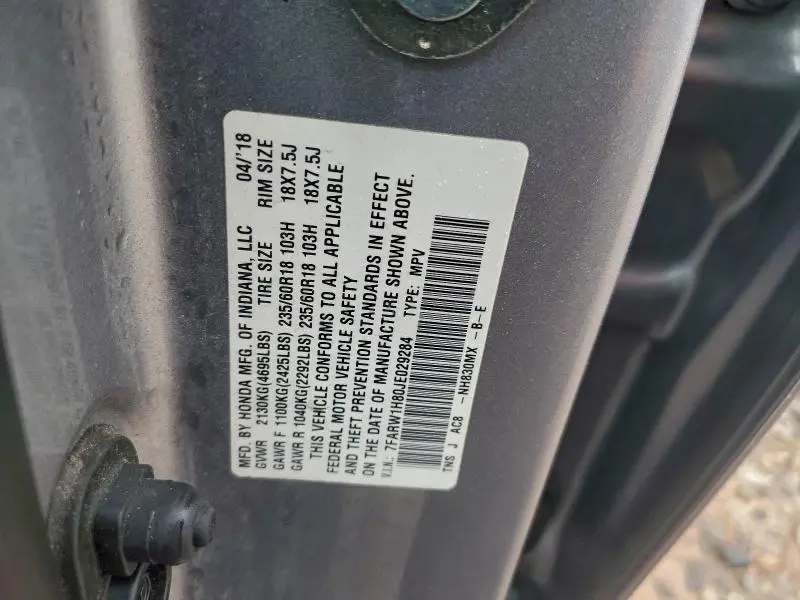 MFD. BY HONDA MFG. OF INDIANA, LLC 04/'18
GVWR 2130KG(4695LBS) TIRE SIZE RIM SIZE
GAWR F 1100KG(2425LBS) 235/60R18 103H 18X7.5J
GAWR R 1040KG(2292LBS) 235/60R18 103H 18X7.5J
THIS VEHICLE CONFORMS TO ALL APPLICABLE
FEDERAL MOTOR VEHICLE SAFETY
AND THEFT PREVENTION STANDARDS IN EFFECT
ON THE DATE OF MANUFACTURE SHOWN ABOVE.
V.I.N.: 7FARW1H80JE029284 TYPE: MPV
TNS J AC8 -NH830MX -B-E